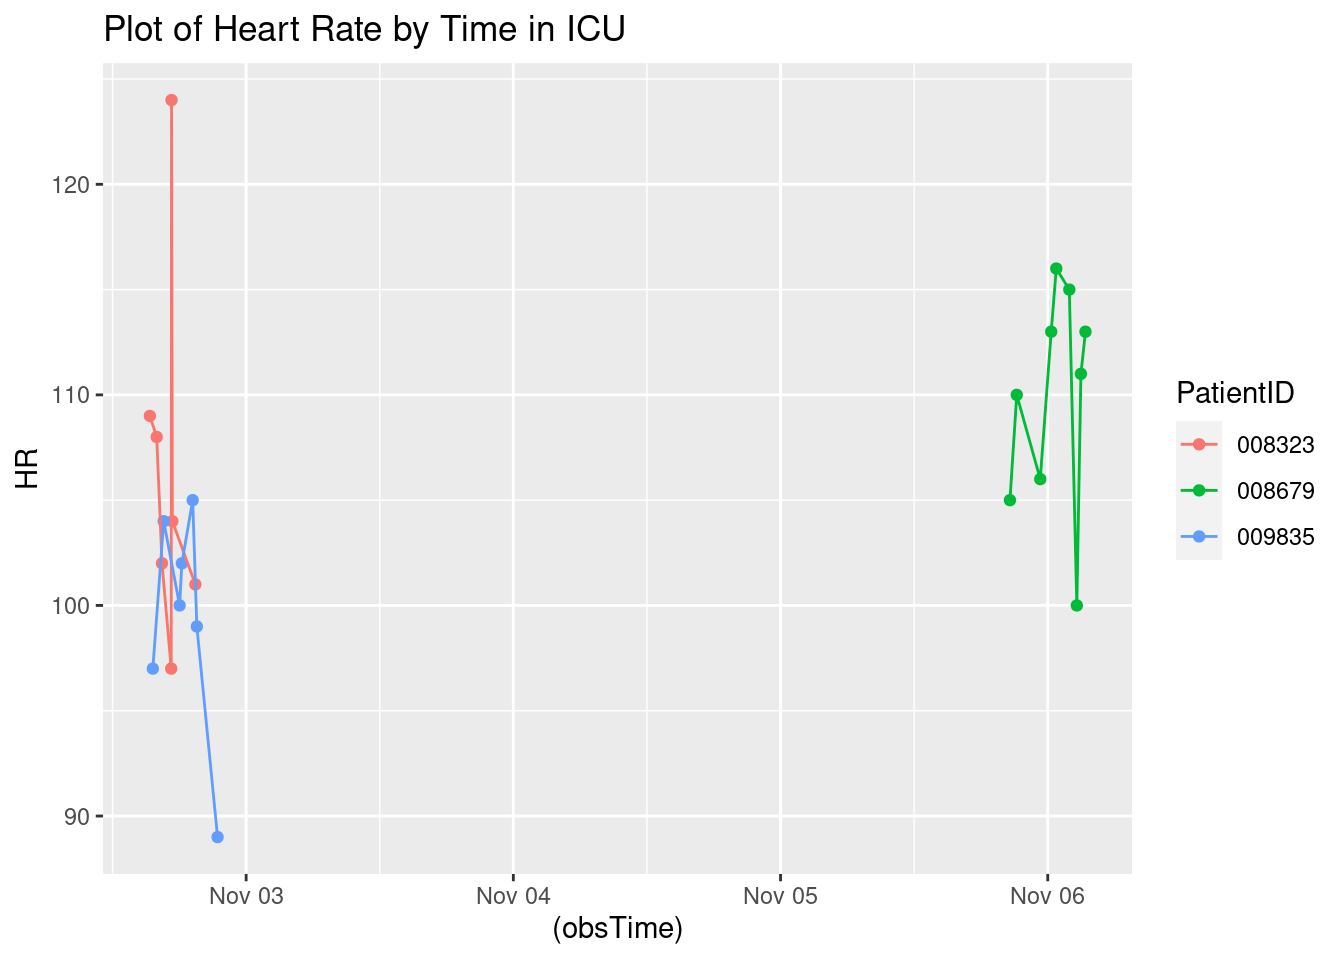 Plot of Heart Rate by Time in ICU
120
110
100
90
HR
Nov 03
Nov 04
Nov 05
Nov 06
(obsTime)
PatientID
008323
008679
009835